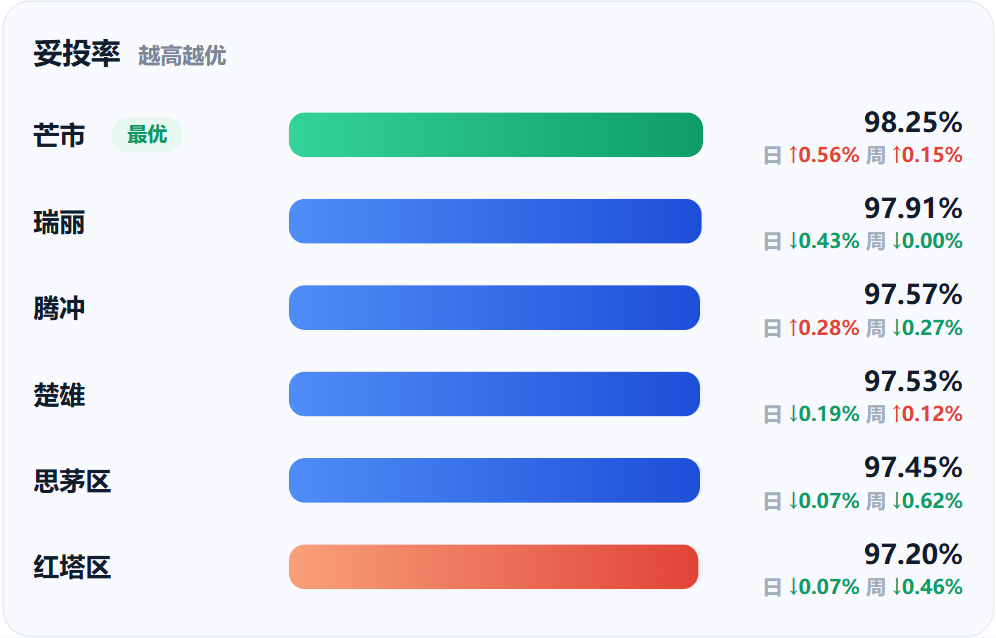 妥投率 越高越优
芒市 最优 98.25%
日 ↑0.56% 周 ↑0.15%
瑞丽 97.91%
日 ↓0.43% 周 ↓0.00%
腾冲 97.57%
日 ↑0.28% 周 ↓0.27%
楚雄 97.53%
日 ↓0.19% 周 ↑0.12%
思茅区 97.45%
日 ↓0.07% 周 ↓0.62%
红塔区 97.20%
日 ↓0.07% 周 ↓0.46%